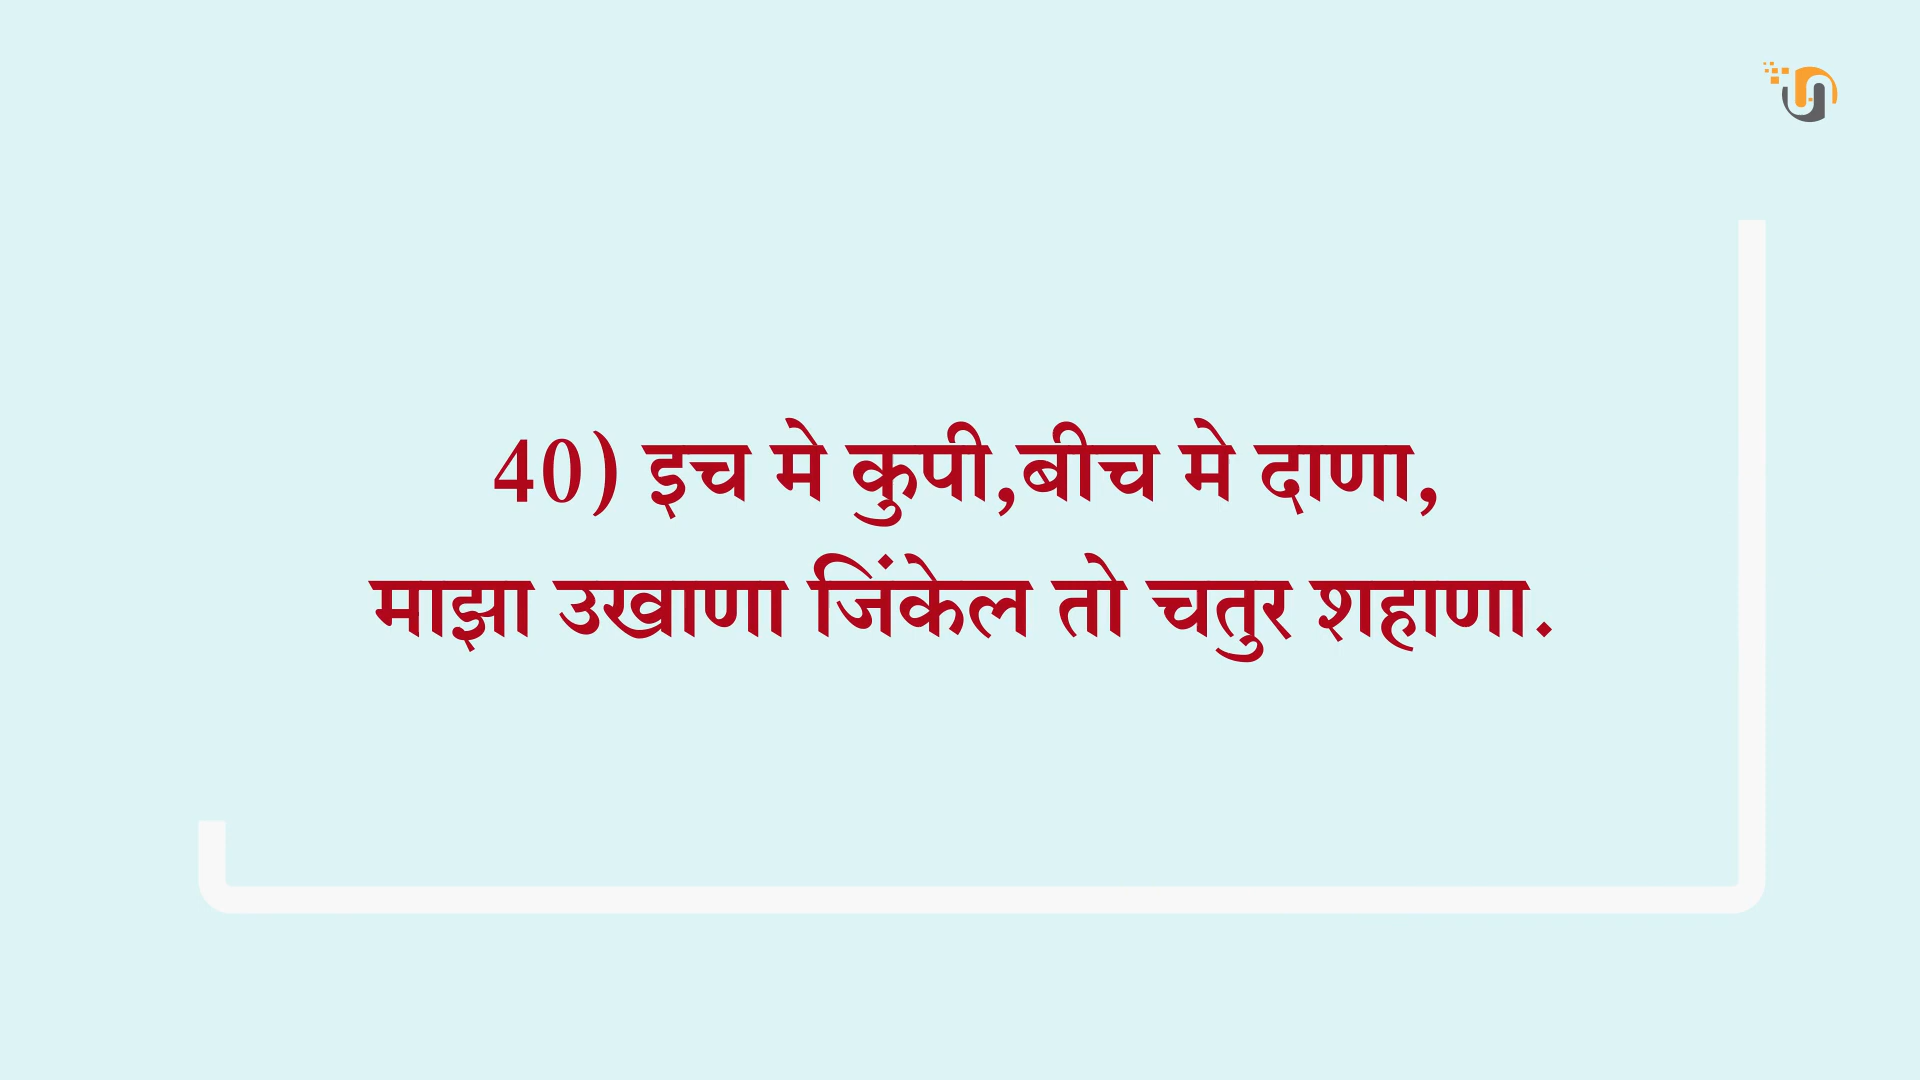 40) इच मे कुपी,बीच मे दाणा,
माझा उखाणा जिंकेल तो चतुर शहाणा.